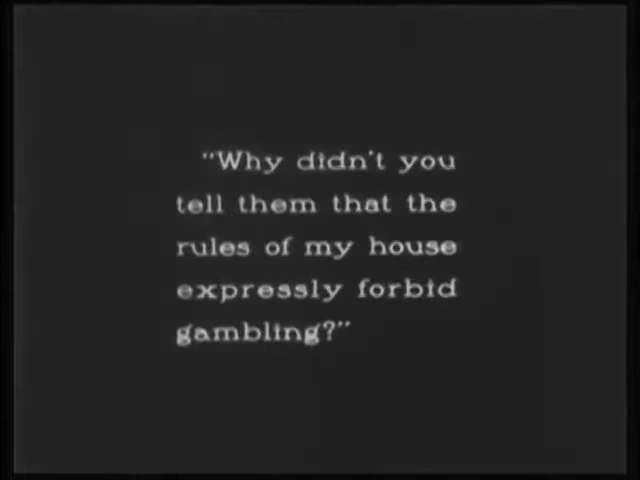 "Why didn't you
tell them that the
rules of my house
expressly forbid
gambling?"